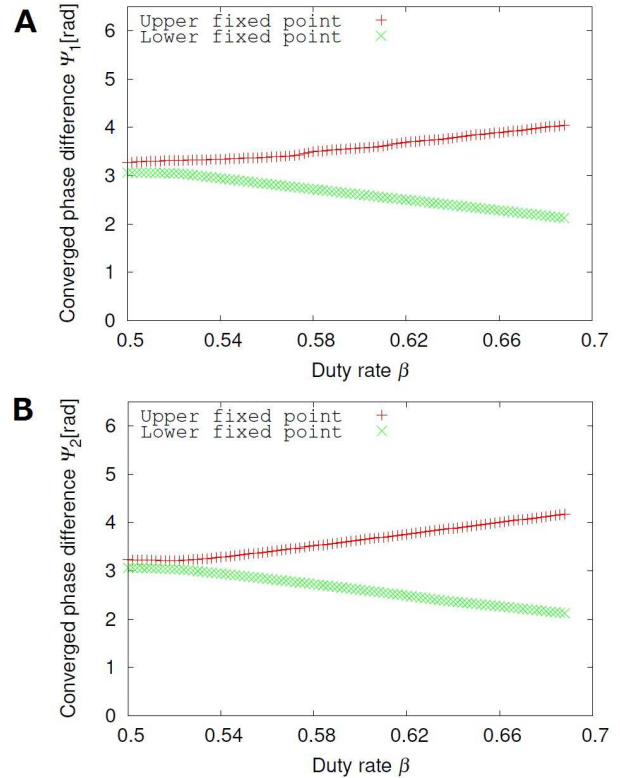 A
Converged phase difference Ψ1[rad]
6
5
4
3
2
1
0
Upper fixed point
Lower fixed point
0.5 0.54 0.58 0.62 0.66 0.7
Duty rate β
B
Converged phase difference Ψ2[rad]
6
5
4
3
2
1
0
Upper fixed point
Lower fixed point
0.5 0.54 0.58 0.62 0.66 0.7
Duty rate β